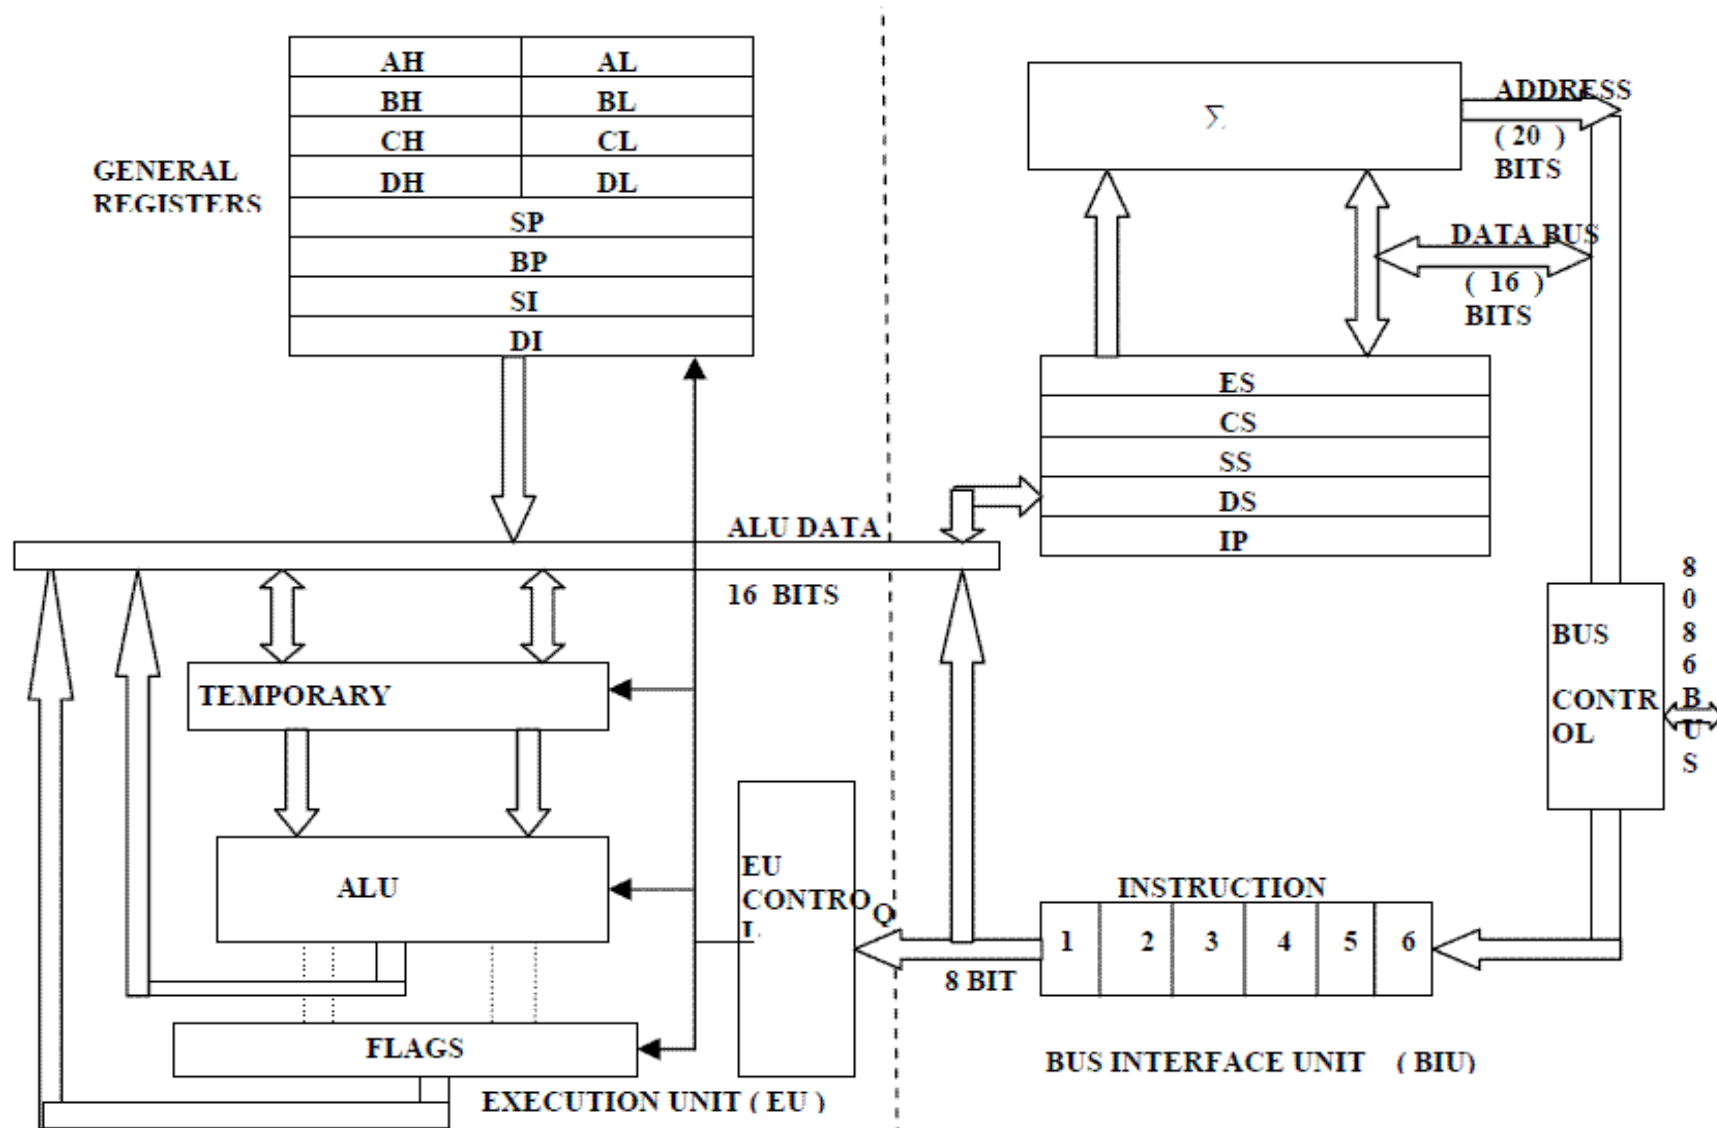 AH AL
BH BL
CH CL
DH DL
SP
BP
SI
DI
GENERAL
REGISTERS
∑
ADDRESS
( 20 )
BITS
DATA BUS
( 16 )
BITS
ES
CS
SS
DS
IP
ALU DATA
16 BITS
TEMPORARY
ALU
FLAGS
EU
CONTRO
L
Q
8 BIT
INSTRUCTION
1 2 3 4 5 6
BUS
CONTR
OL
8
0
8
6
B
U
S
EXECUTION UNIT ( EU )
BUS INTERFACE UNIT ( BIU)